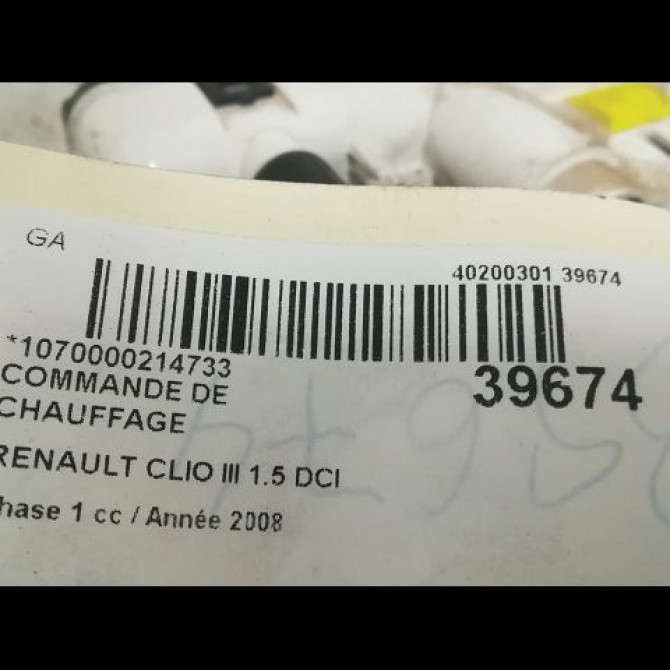 GA
40200301 39674
*1070000214733
39674
COMMANDE DE
CHAUFFAGE
RENAULT CLIO III 1.5 DCI
hase 1 cc / Année 2008